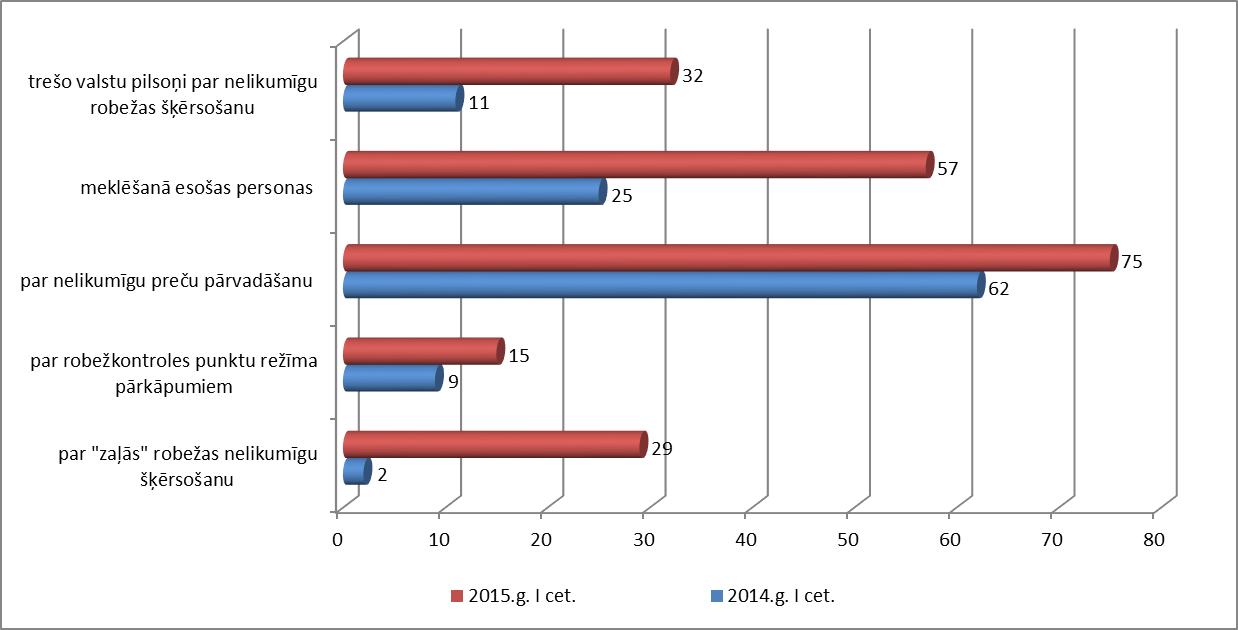 trešo valstu pilsoņi par nelikumīgu
robežas šķērsošanu
32
11
meklēšanā esošas personas
57
25
par nelikumīgu preču pārvadāšanu
75
62
par robežkontroles punktu režīma
pārkāpumiem
15
9
par "zaļās" robežas nelikumīgu
šķērsošanu
29
2
0 10 20 30 40 50 60 70 80
2015.g. I cet. 2014.g. I cet.